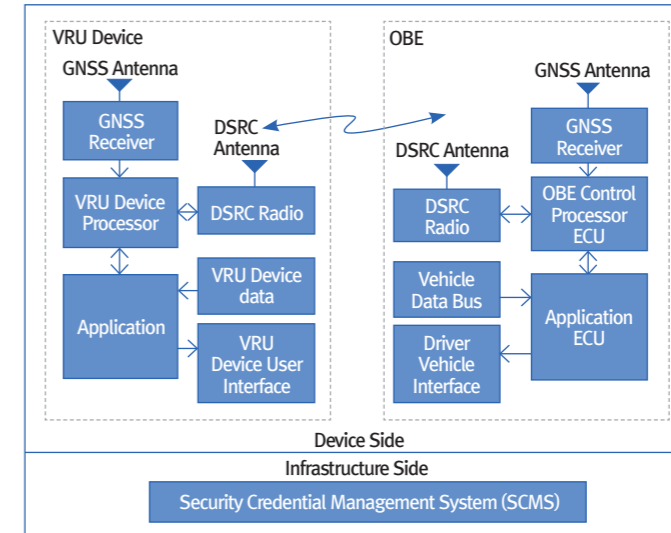 VRU Device
GNSS Antenna
GNSS
Receiver
DSRC
Antenna
VRU Device
Processor
DSRC Radio
VRU Device
data
Application
VRU
Device User
Interface
OBE
GNSS Antenna
GNSS
Receiver
DSRC Antenna
DSRC
Radio
OBE Control
Processor
ECU
Vehicle
Data Bus
Application
ECU
Driver
Vehicle
Interface
Device Side
Infrastructure Side
Security Credential Management System (SCMS)